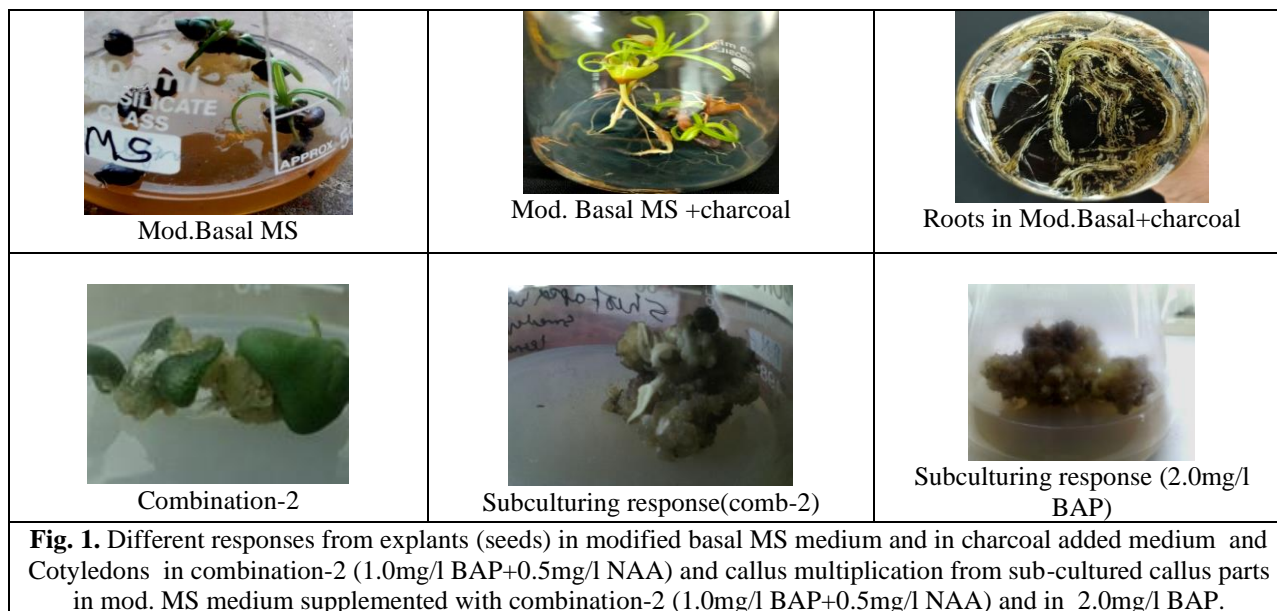 MS
SILICATE
GLASS
APPROX
Mod.Basal MS
Mod. Basal MS +charcoal
Roots in Mod.Basal+charcoal
Combination-2
Subculturing response(comb-2)
Subculturing response (2.0mg/l
BAP)
Fig. 1. Different responses from explants (seeds) in modified basal MS medium and in charcoal added medium and
Cotyledons in combination-2 (1.0mg/l BAP+0.5mg/l NAA) and callus multiplication from sub-cultured callus parts
in mod. MS medium supplemented with combination-2 (1.0mg/l BAP+0.5mg/l NAA) and in 2.0mg/l BAP.